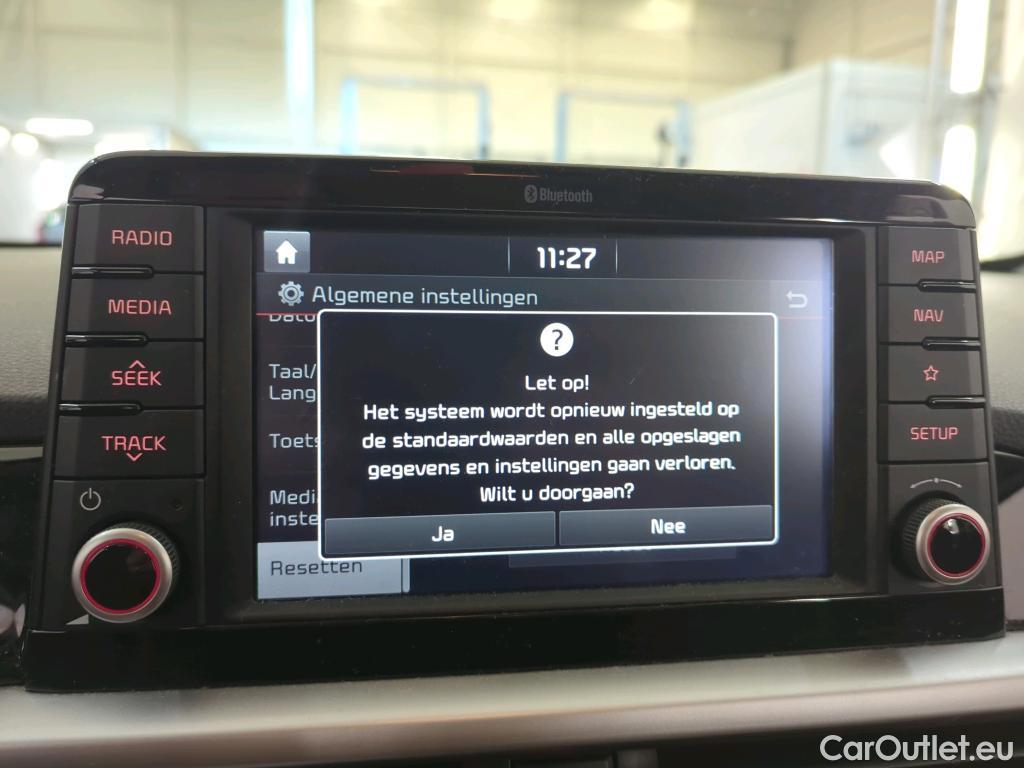 Bluetooth
RADIO
MEDIA
SEEK
TRACK
11:27
Algemene instellingen
Taal/
Lang
Toets
Medi
inste
Resetten
?
Let op!
Het systeem wordt opnieuw ingesteld op
de standaardwaarden en alle opgeslagen
gegevens en instellingen gaan verloren.
Wilt u doorgaan?
Ja
Nee
MAP
NAV
SETUP
CarOutlet.eu